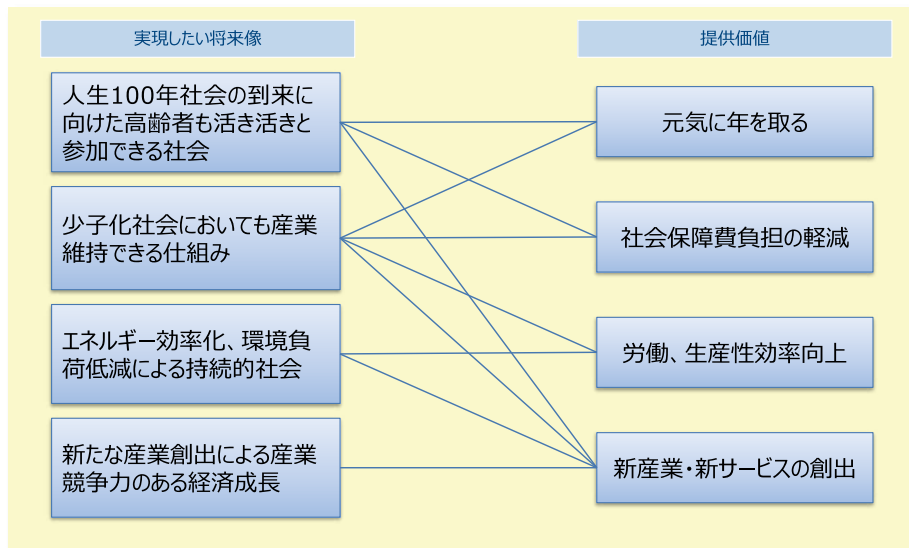 実現したい将来像
提供価値
人生100年社会の到来に
向けた高齢者も活き活きと
参加できる社会
元気に年を取る
少子化社会においても産業
維持できる仕組み
社会保障費負担の軽減
エネルギー効率化、環境負
荷低減による持続的社会
労働、生産性効率向上
新たな産業創出による産業
競争力のある経済成長
新産業・新サービスの創出